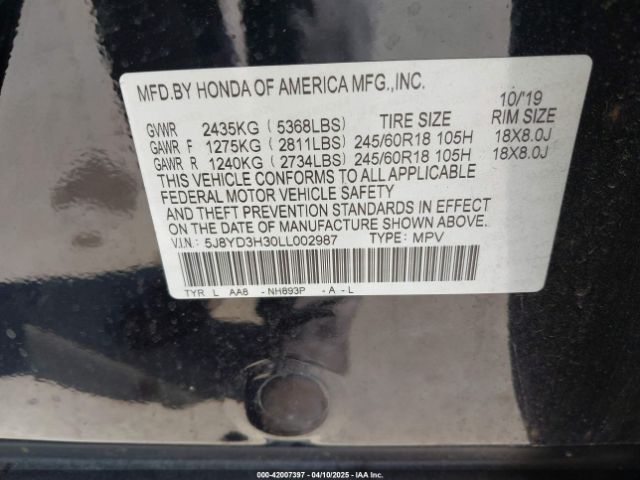 MFD.BY HONDA OF AMERICA MFG.,INC. 10/'19
GVWR 2435KG (5368LBS) TIRE SIZE RIM SIZE
GAWR F 1275KG (2811LBS) 245/60R18 105H 18X8.0J
GAWR R 1240KG (2734LBS) 245/60R18 105H 18X8.0J
THIS VEHICLE CONFORMS TO ALL APPLICABLE
FEDERAL MOTOR VEHICLE SAFETY
AND THEFT PREVENTION STANDARDS IN EFFECT
ON THE DATE OF MANUFACTURE SHOWN ABOVE.
V.I.N.: 5J8YD3H30LL002987 TYPE: MPV
TYR L AA8 -NH893P -A-L
000-42007397 - 04/10/2025 - IAA Inc.